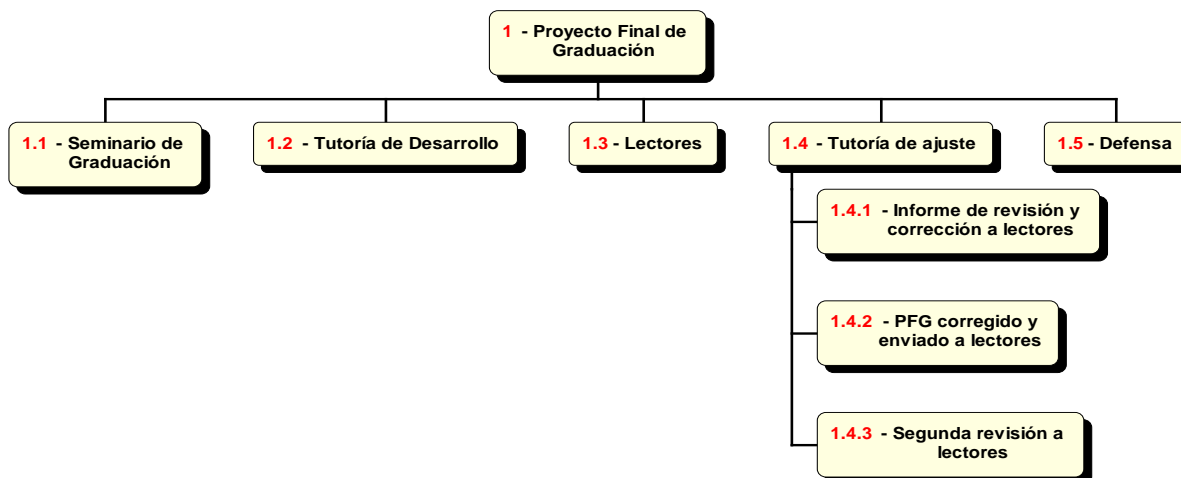 1 - Proyecto Final de
Graduación
1.1 - Seminario de
Graduación
1.2 - Tutoría de Desarrollo
1.3 - Lectores
1.4 - Tutoría de ajuste
1.5 - Defensa
1.4.1 - Informe de revisión y
corrección a lectores
1.4.2 - PFG corregido y
enviado a lectores
1.4.3 - Segunda revisión a
lectores